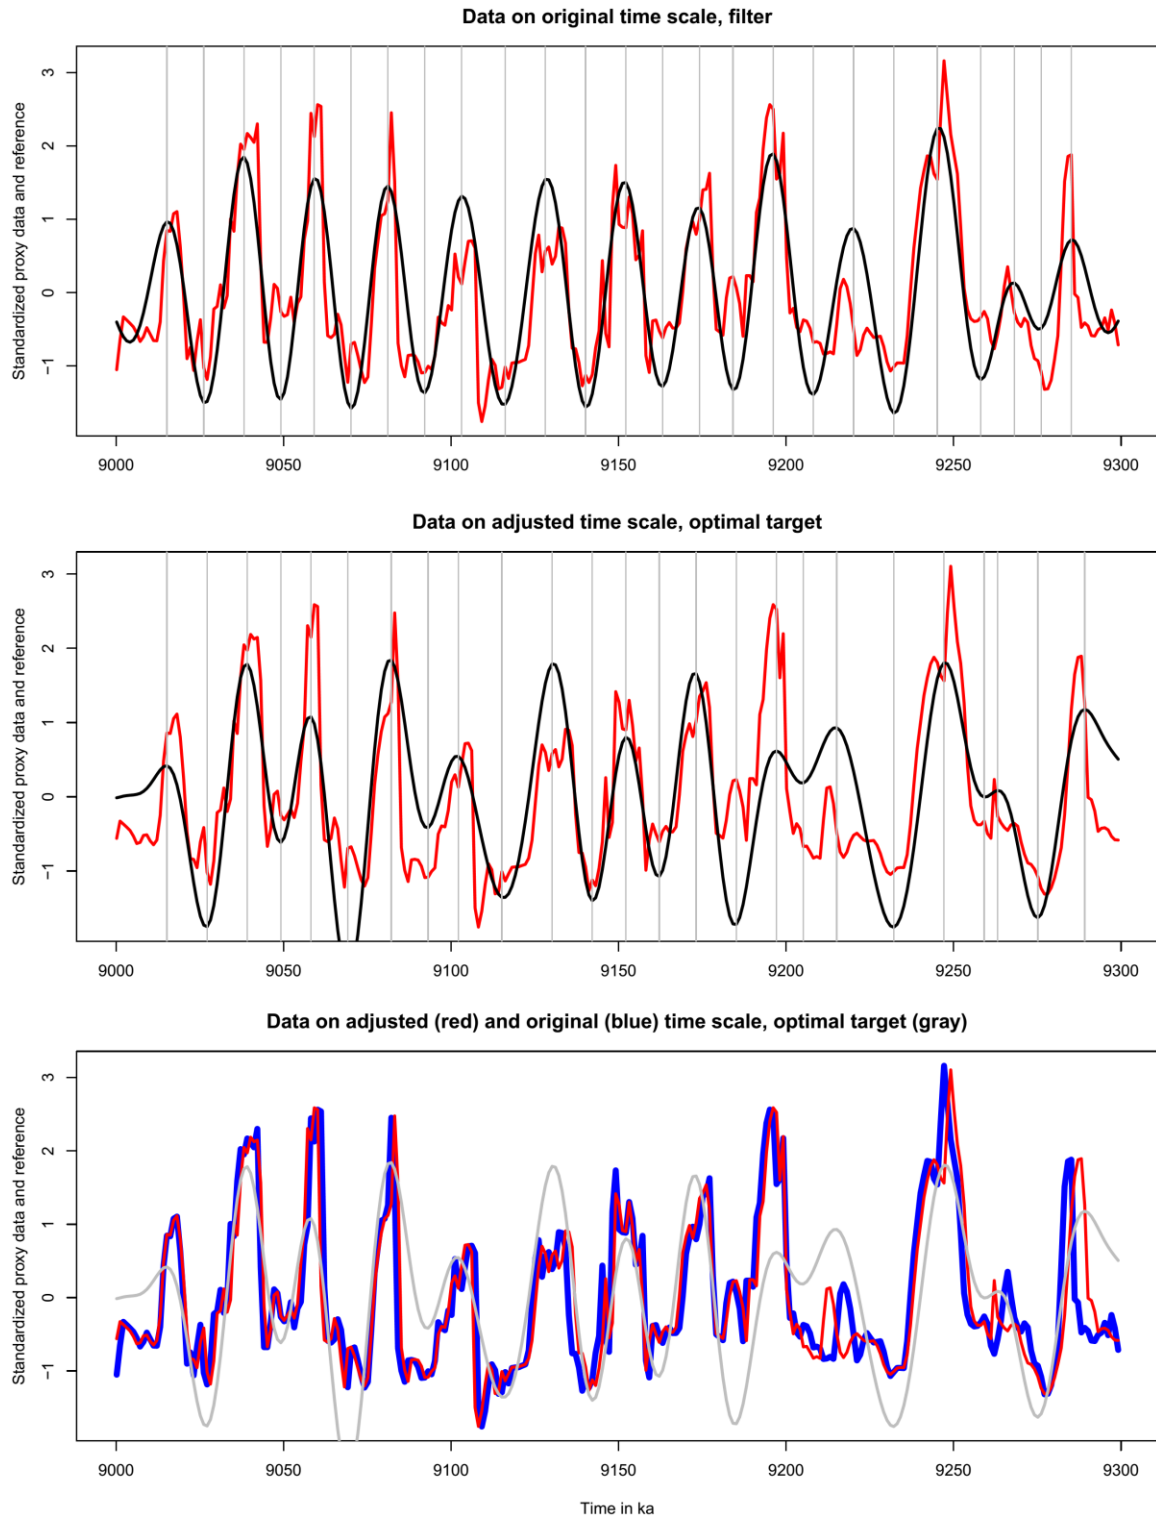 Data on original time scale, filter
Standardized proxy data and reference
3
2
1
0
−1
9000 9050 9100 9150 9200 9250 9300
Data on adjusted time scale, optimal target
Standardized proxy data and reference
3
2
1
0
−1
9000 9050 9100 9150 9200 9250 9300
Data on adjusted (red) and original (blue) time scale, optimal target (gray)
Standardized proxy data and reference
3
2
1
0
−1
9000 9050 9100 9150 9200 9250 9300
Time in ka